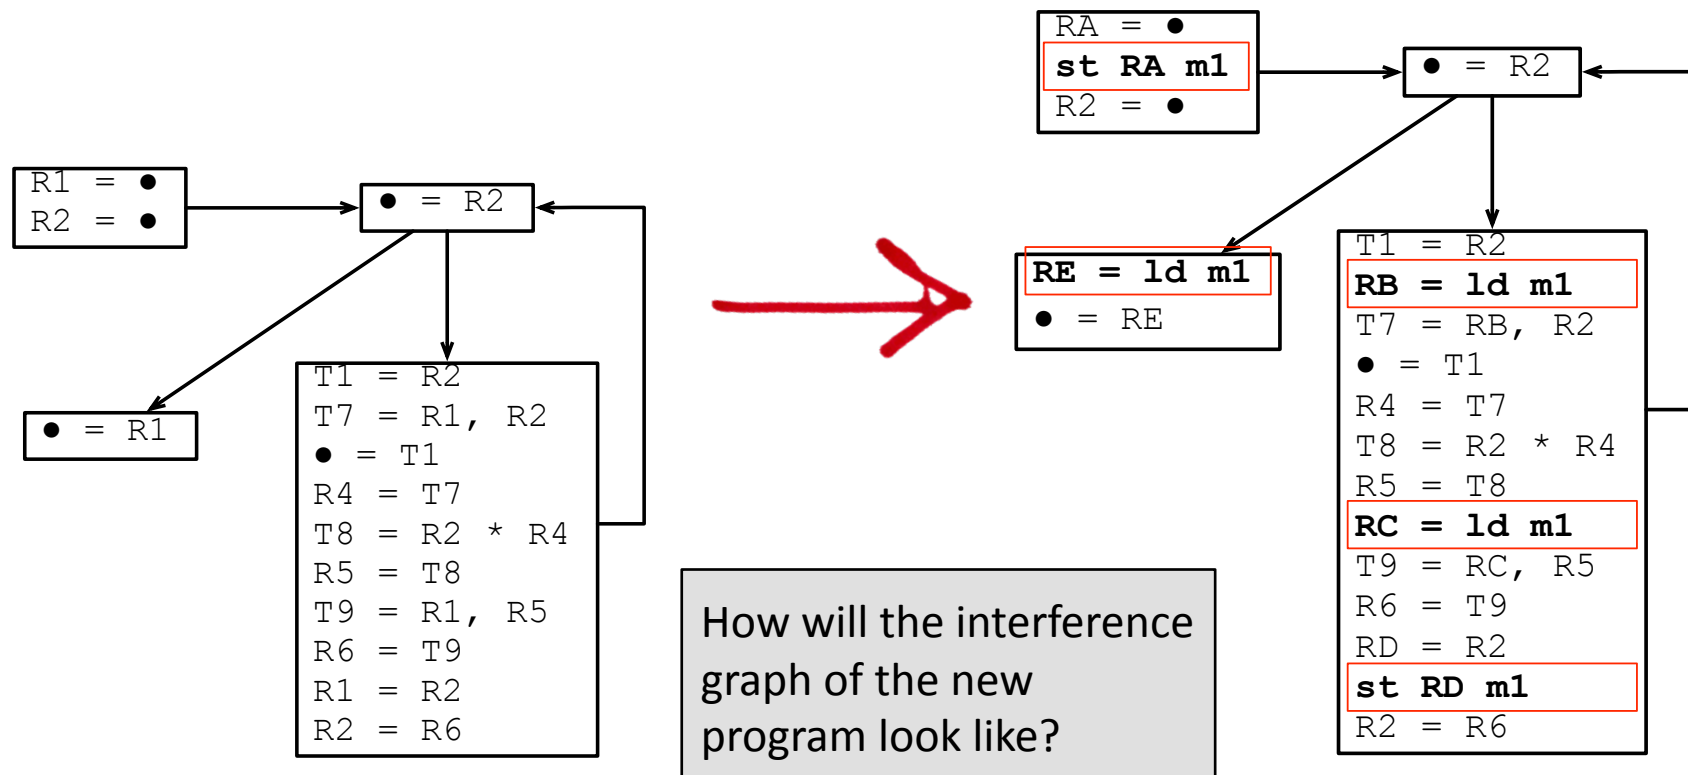 R1 = ●
R2 = ●
● = R2
● = R1
T1 = R2
T7 = R1, R2
● = T1
R4 = T7
T8 = R2 * R4
R5 = T8
T9 = R1, R5
R6 = T9
R1 = R2
R2 = R6
How will the interference
graph of the new
program look like?
RA = ●
st RA m1
R2 = ●
● = R2
RE = ld m1
● = RE
T1 = R2
RB = ld m1
T7 = RB, R2
● = T1
R4 = T7
T8 = R2 * R4
R5 = T8
RC = ld m1
T9 = RC, R5
R6 = T9
RD = R2
st RD m1
R2 = R6